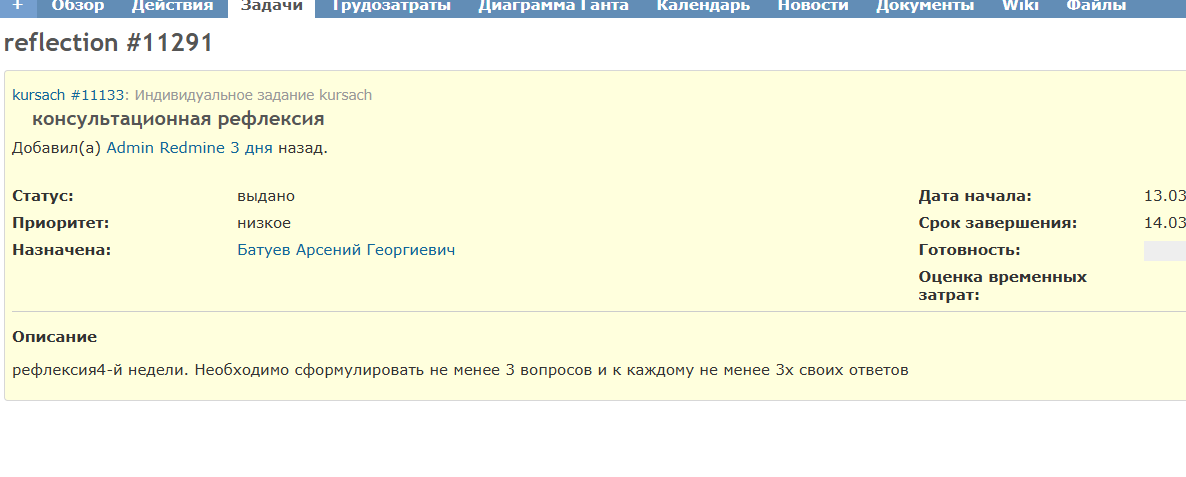 + Обзор Действия Задачи Трудозатраты Диаграмма Ганта Календарь Новости Документы Wiki Файлы
reflection #11291
kursach #11133: Индивидуальное задание kursach
консультационная рефлексия
Добавил(а) Admin Redmine 3 дня назад.
Статус: выдано Дата начала: 13.03
Приоритет: низкое Срок завершения: 14.03
Назначена: Батуев Арсений Георгиевич Готовность:
Оценка временных
затрат:
Описание
рефлексия4-й недели. Необходимо сформулировать не менее 3 вопросов и к каждому не менее 3х своих ответов